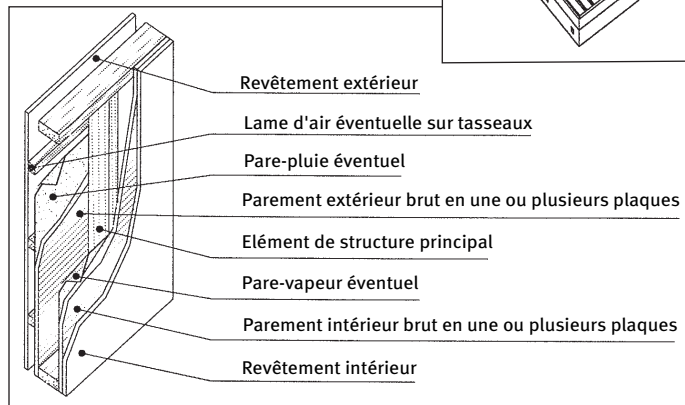 Revêtement extérieur
Lame d'air éventuelle sur tasseaux
Pare-pluie éventuel
Parement extérieur brut en une ou plusieurs plaques
Elément de structure principal
Pare-vapeur éventuel
Parement intérieur brut en une ou plusieurs plaques
Revêtement intérieur